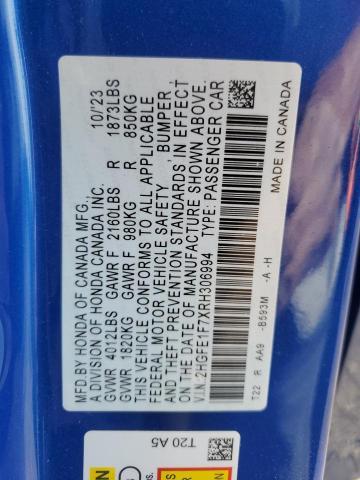 MFD BY HONDA OF CANADA MFG., 10/23
A DIVISION OF HONDA CANADA INC.
GVWR 4012LBS GAWR F 2160LBS R 1873LBS
GVWR 1820KG GAWR F 980KG R 850KG
THIS VEHICLE CONFORMS TO ALL APPLICABLE
FEDERAL MOTOR VEHICLE SAFETY, BUMPER,
AND THEFT PREVENTION STANDARDS, IN EFFECT
ON THE DATE OF MANUFACTURE SHOWN ABOVE.
V.I.N. 2HGFE1F7XRH306994 TYPE: PASSENGER CAR
T22 R AA9 -B593M -A -H MADE IN CANADA
T20 A5